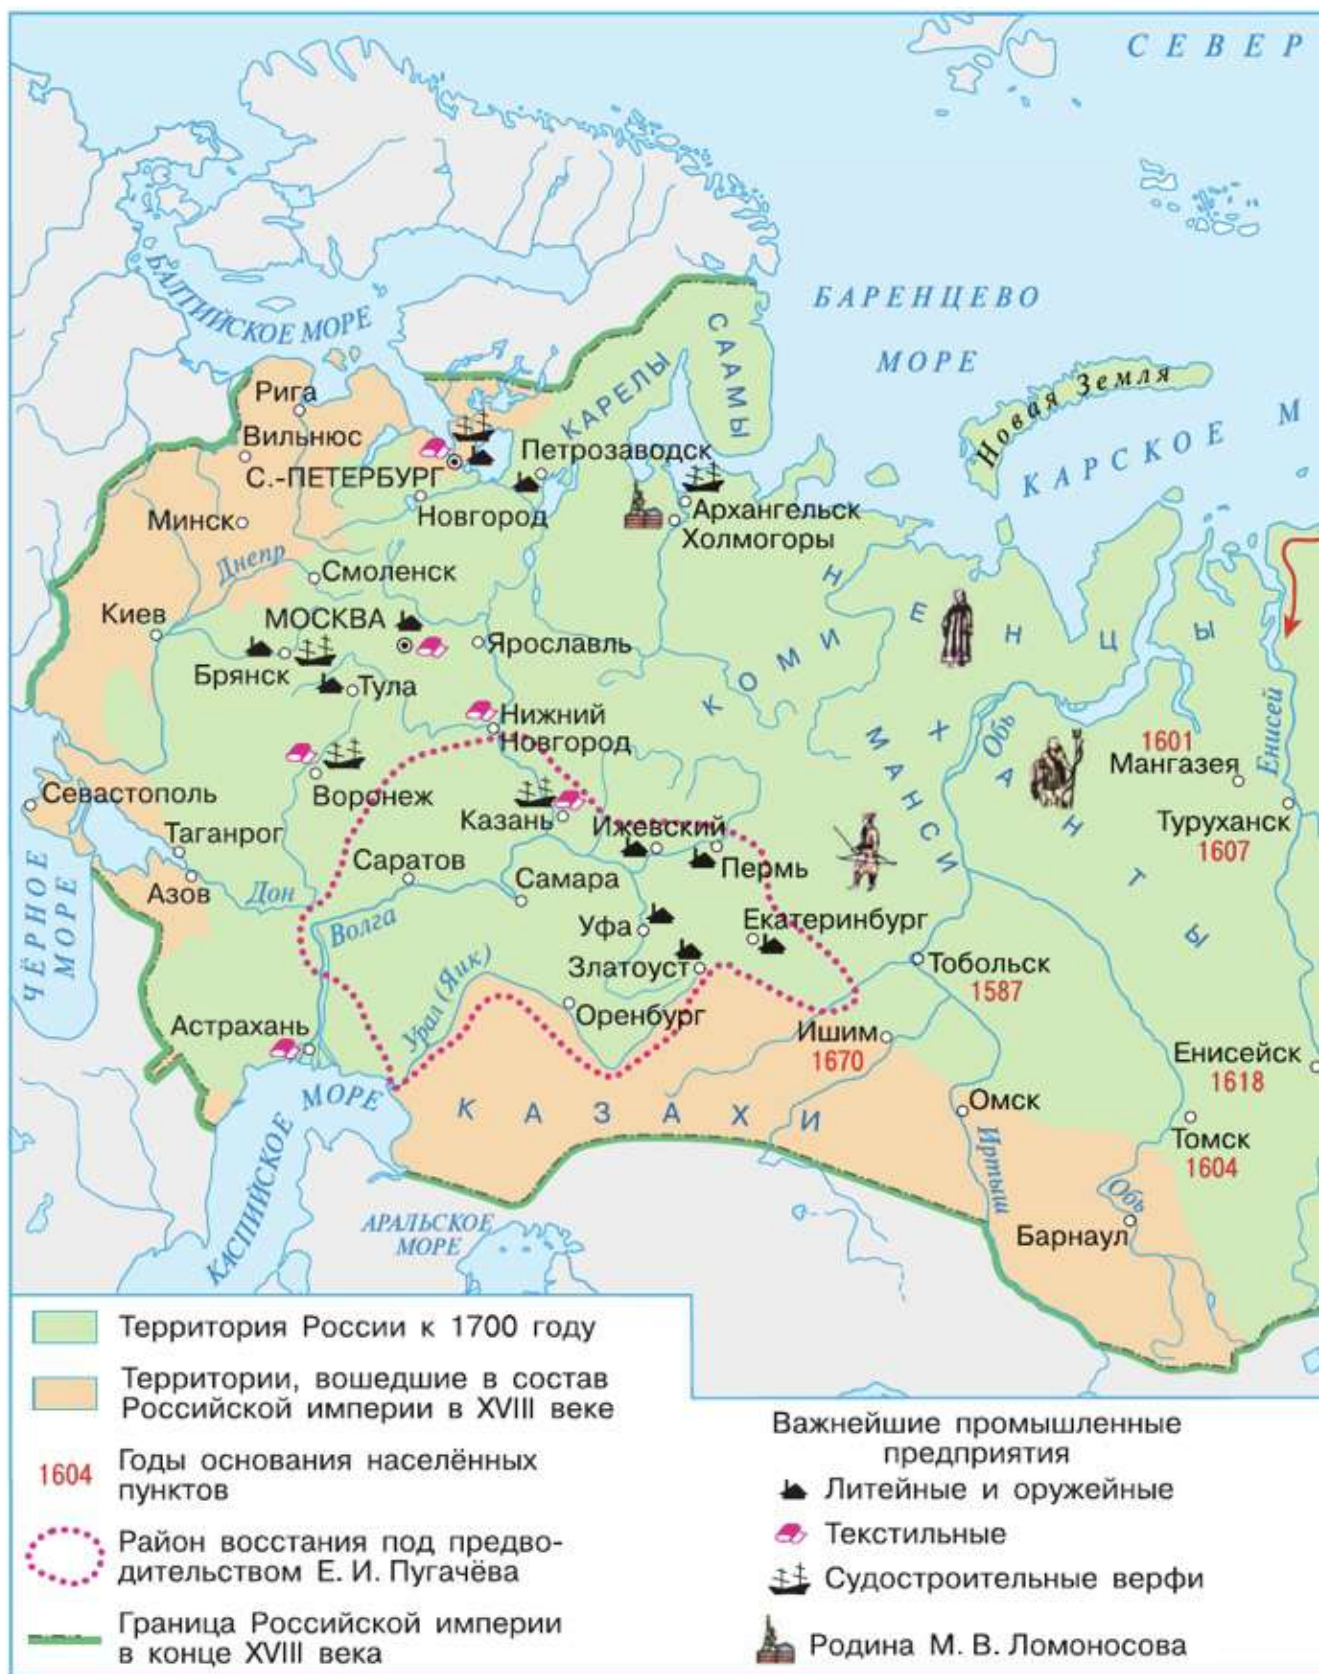 СЕВЕР
БАЛТИЙСКОЕ МОРЕ
БАРЕНЦЕВО
МОРЕ
СААМЫ
КАРЕЛЫ
Новая Земля
КАРСКОЕ М
Рига
Вильнюс
С.-ПЕТЕРБУРГ
Петрозаводск
Новгород
Архангельск
Холмогоры
Минск
Днепр
Смоленск
НЕНЦЫ
Киев
МОСКВА
Ярославль
КОМИ
Брянск
Тула
Нижний
Новгород
МАНСИ
ХАНТЫ
Обь
Енисей
1601
Мангазея
Воронеж
Севастополь
Казань
Ижевский
Туруханск
1607
Таганрог
Саратов
Пермь
Азов
Дон
Самара
ЧЁРНОЕ
МОРЕ
Волга
Уфа
Екатеринбург
Златоуст
Тобольск
1587
Урал (Яик)
Оренбург
Астрахань
Ишим
1670
Енисейск
1618
КАСПИЙСКОЕ МОРЕ
КАЗАХИ
Омск
Иртыш
Томск
1604
Обь
АРАЛЬСКОЕ
МОРЕ
Барнаул
Территория России к 1700 году
Территории, вошедшие в состав
Российской империи в XVIII веке
1604 Годы основания населённых
пунктов
Район восстания под предво-
дительством Е. И. Пугачёва
Граница Российской империи
в конце XVIII века
Важнейшие промышленные
предприятия
Литейные и оружейные
Текстильные
Судостроительные верфи
Родина М. В. Ломоносова